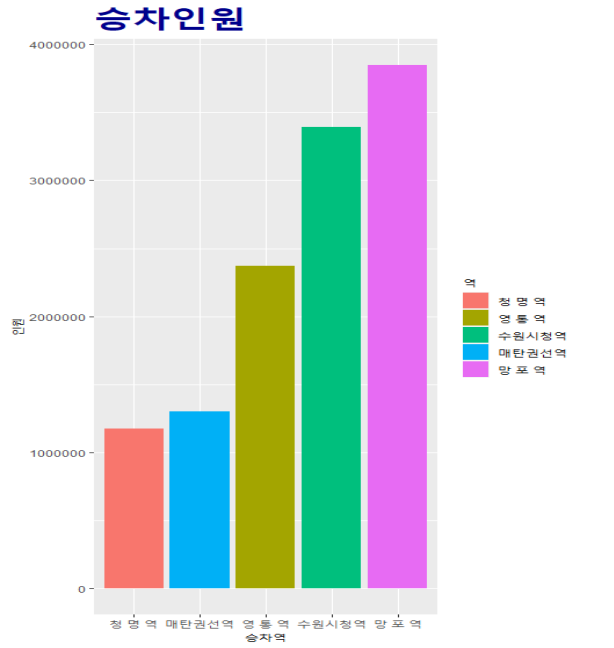 승차인원
4000000
3000000
2000000
1000000
0
인원
청명역 매탄권선역 영통역 수원시청역 망포역
승차역
역
청명역
영통역
수원시청역
매탄권선역
망포역